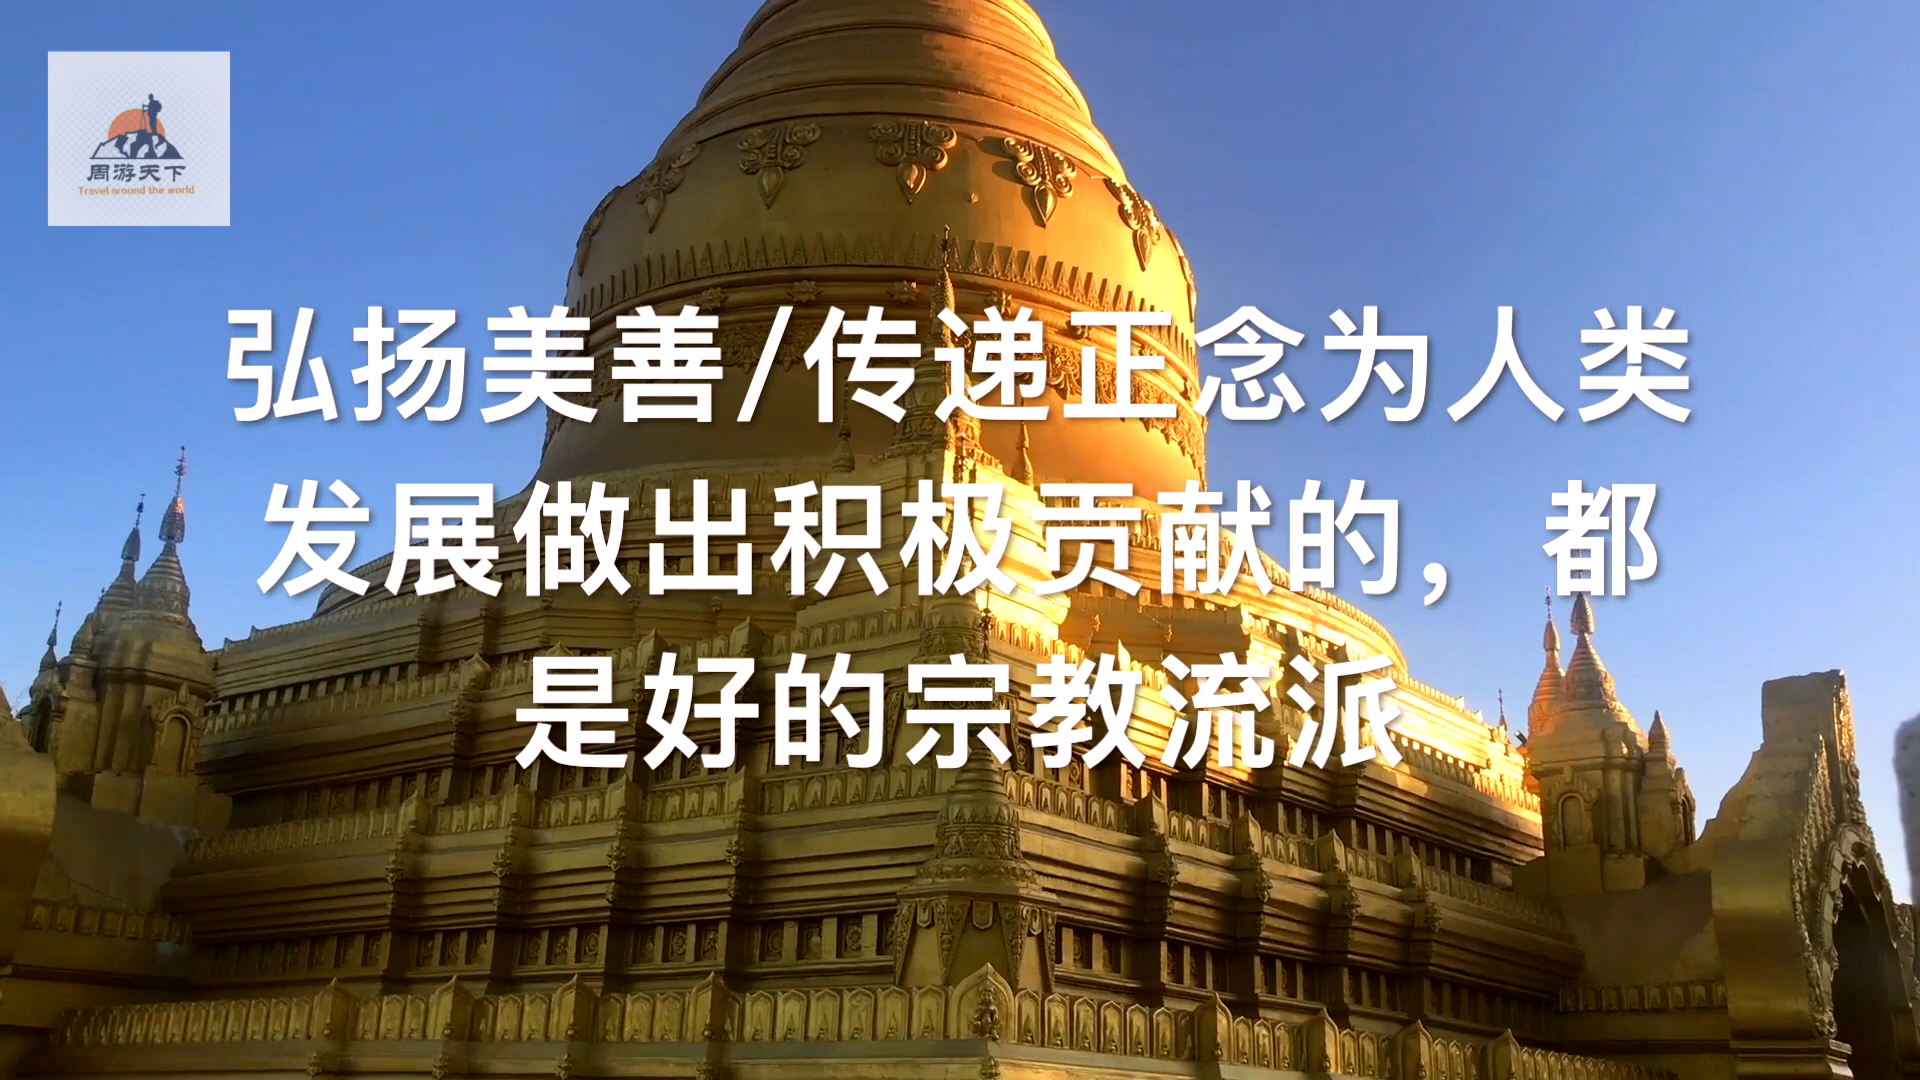 周游天下
Travel around the world
弘扬美善/传递正念为人类
发展做出积极贡献的，都
是好的宗教流派